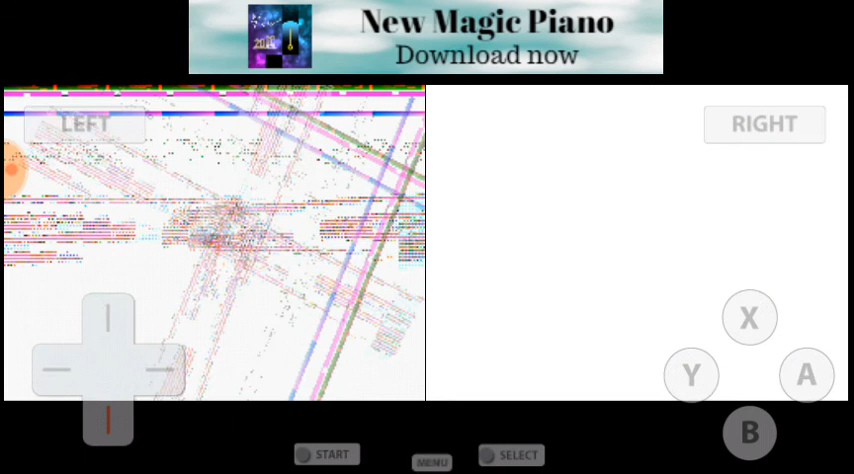 New Magic Piano
Download now
LEFT
RIGHT
X
Y
A
B
START
SELECT
MENU